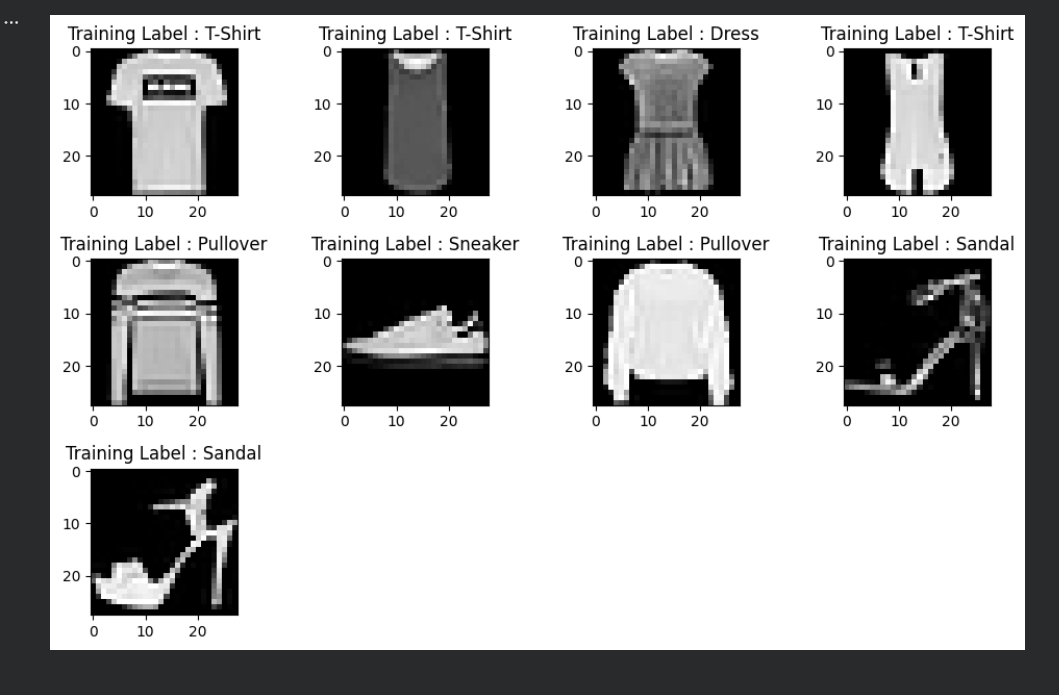 ...
Training Label : T-Shirt Training Label : T-Shirt Training Label : Dress Training Label : T-Shirt
0 0 0 0
10 10 10 10
20 20 20 20
0 10 20 0 10 20 0 10 20 0 10 20
Training Label : Pullover Training Label : Sneaker Training Label : Pullover Training Label : Sandal
0 0 0 0
10 10 10 10
20 20 20 20
0 10 20 0 10 20 0 10 20 0 10 20
Training Label : Sandal
0
10
20
0 10 20